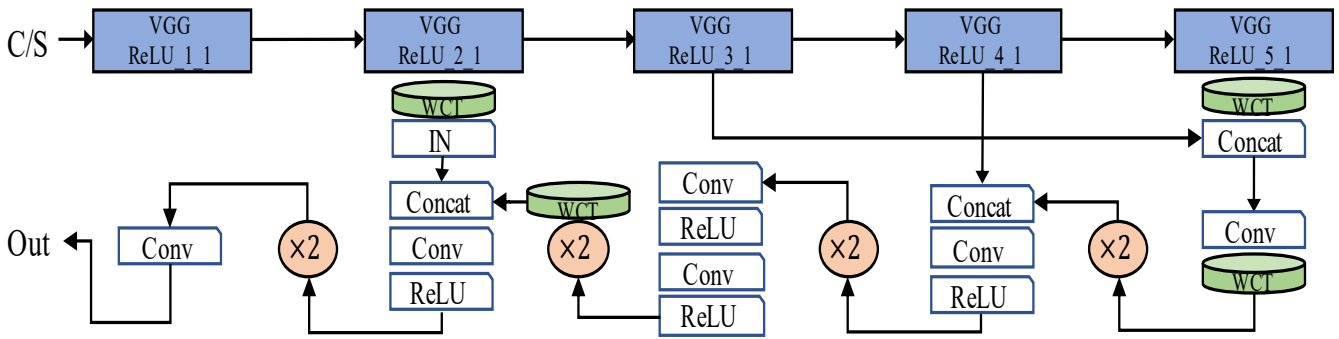 C/S
VGG
ReLU_1_1
VGG
ReLU_2_1
VGG
ReLU_3_1
VGG
ReLU_4_1
VGG
ReLU_5_1
WCT
IN
Concat
Conv
ReLU
WCT
×2
Conv
ReLU
Conv
ReLU
×2
Concat
Conv
ReLU
×2
WCT
Concat
Conv
WCT
×2
Conv
Out